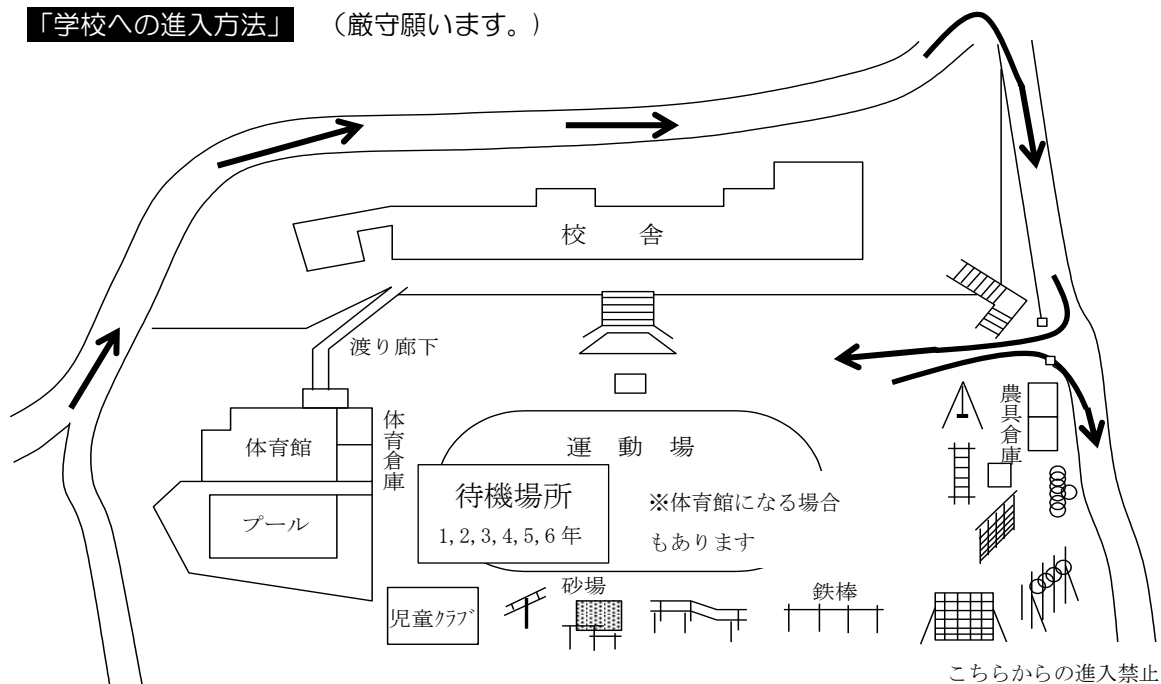 「学校への進入方法」 (厳守願います。)
校 舎
渡り廊下
体育館
体育倉庫
プール
運 動 場
待機場所
1,2,3,4,5,6年
※体育館になる場合
もあります
農具倉庫
児童クラブ
砂場
鉄棒
こちらからの進入禁止